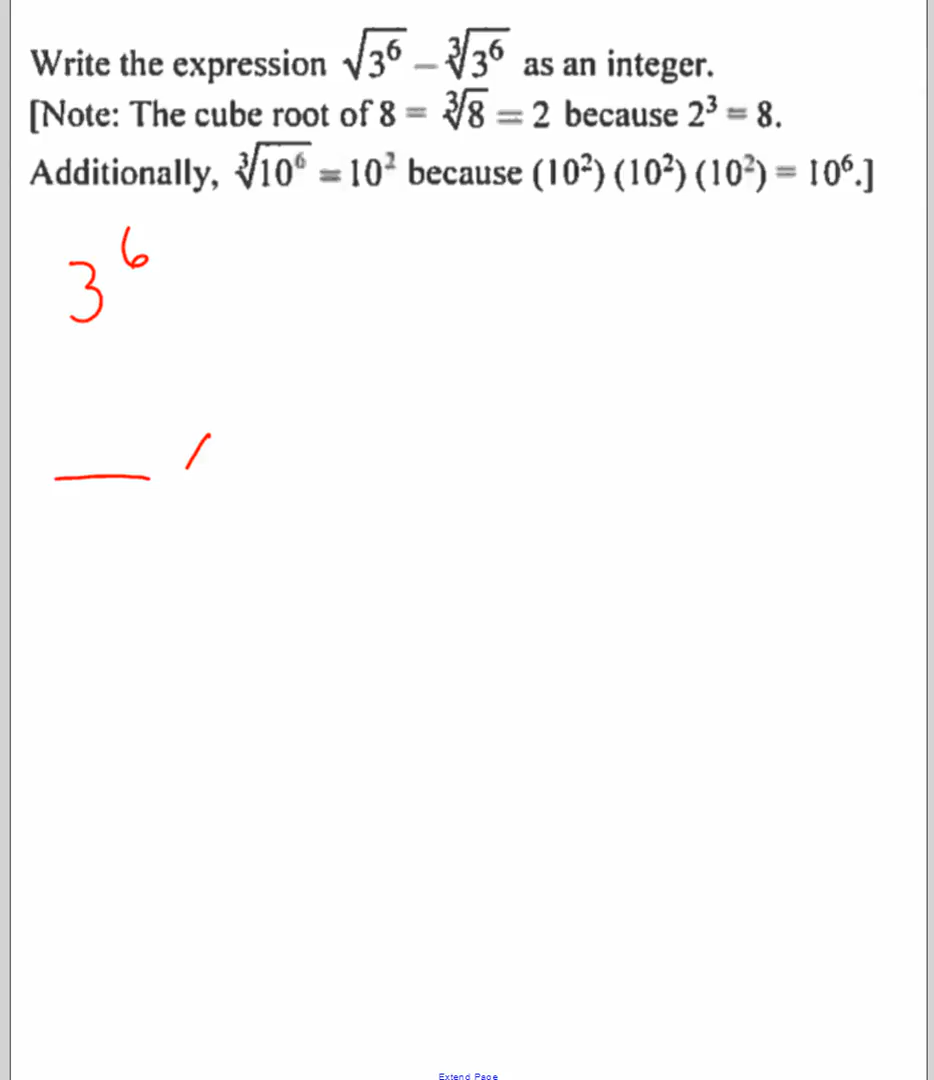 Write the expression √3⁶ – ∛3⁶ as an integer.
[Note: The cube root of 8 = ∛8 = 2 because 2³ = 8.
Additionally, ∛10⁶ = 10² because (10²) (10²) (10²) = 10⁶.]
3⁶
Extend Page